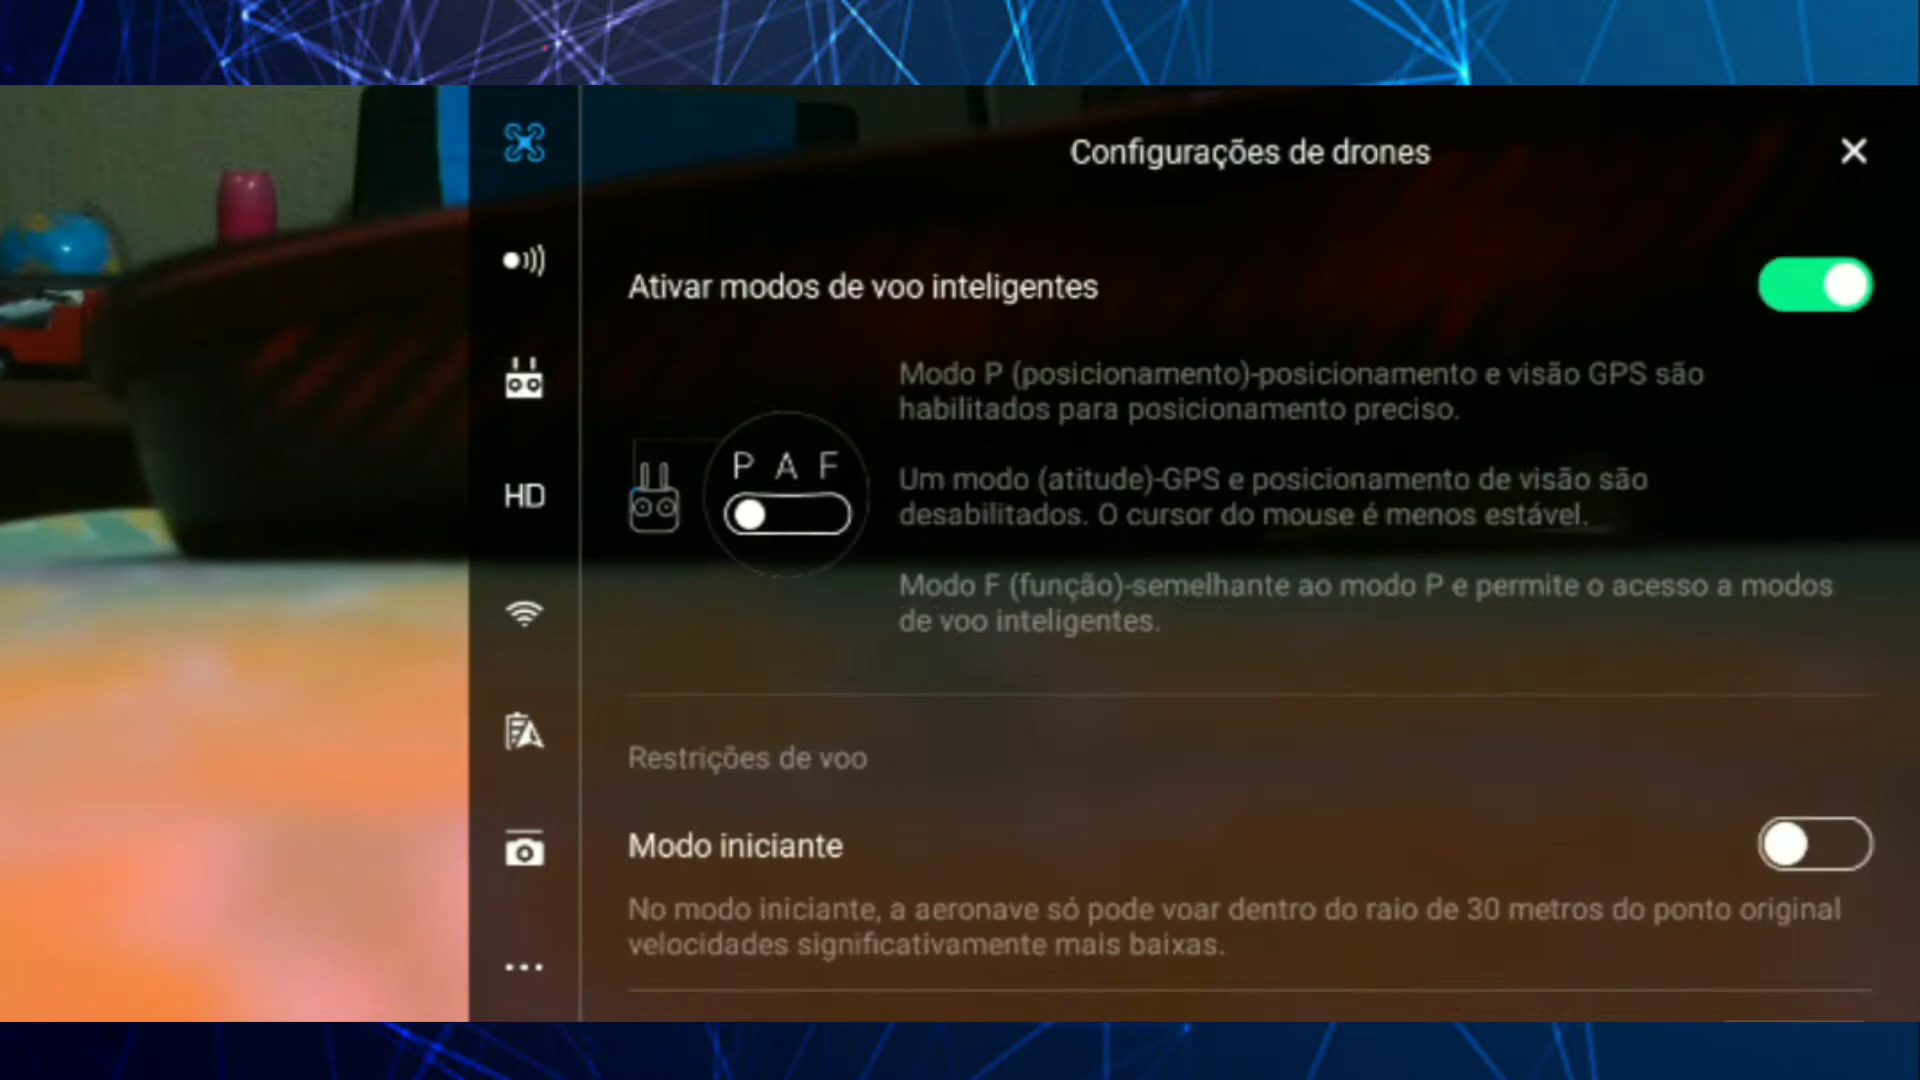 Configurações de drones
Ativar modos de voo inteligentes
Modo P (posicionamento)-posicionamento e visão GPS são
habilitados para posicionamento preciso.
P A F
Um modo (atitude)-GPS e posicionamento de visão são
desabilitados. O cursor do mouse é menos estável.
Modo F (função)-semelhante ao modo P e permite o acesso a modos
de voo inteligentes.
HD
Restrições de voo
Modo iniciante
No modo iniciante, a aeronave só pode voar dentro do raio de 30 metros do ponto original
velocidades significativamente mais baixas.